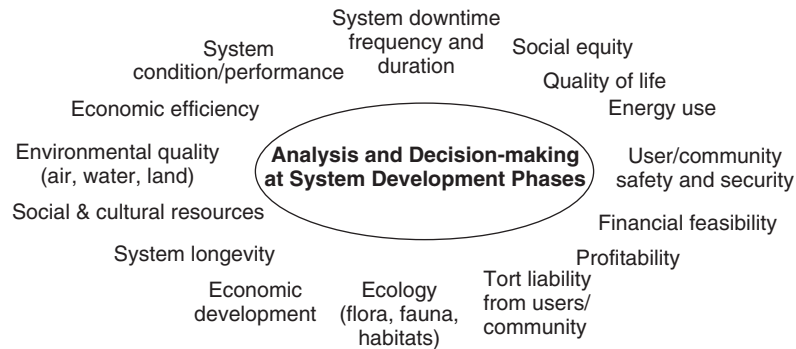 System downtime
frequency and
duration
System
condition/performance
Social equity
Quality of life
Economic efficiency
Energy use
Environmental quality
(air, water, land)
Analysis and Decision-making
at System Development Phases
User/community
safety and security
Social & cultural resources
Financial feasibility
System longevity
Profitability
Economic
development
Ecology
(flora, fauna,
habitats)
Tort liability
from users/
community